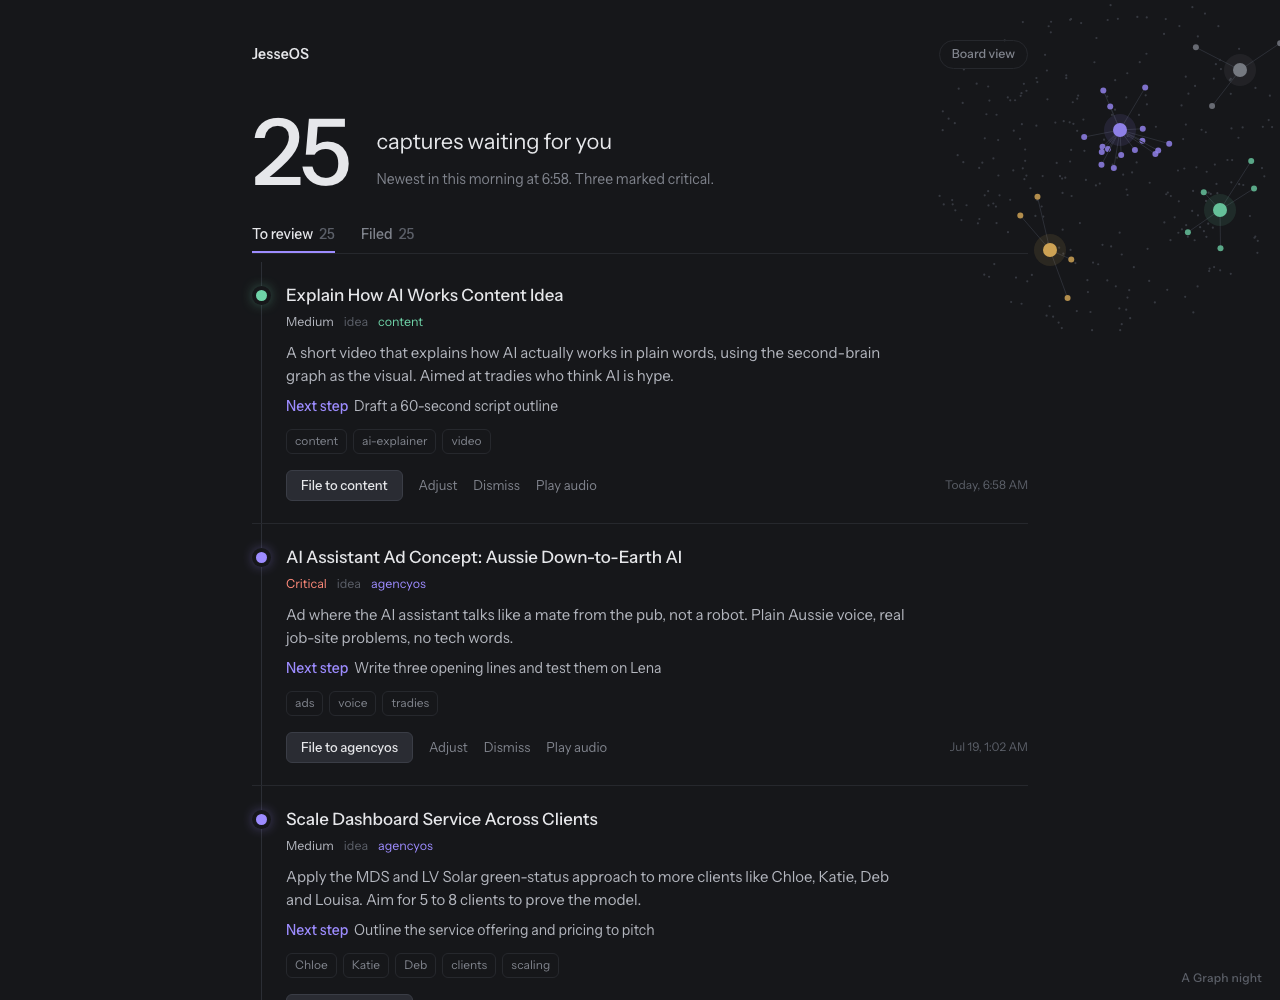 JesseOS
Board view
25
captures waiting for you
Newest in this morning at 6:58. Three marked critical.
To review 25
Filed 25
Explain How AI Works Content Idea
Medium idea content
A short video that explains how AI actually works in plain words, using the second-brain
graph as the visual. Aimed at tradies who think AI is hype.
Next step Draft a 60-second script outline
content ai-explainer video
File to content Adjust Dismiss Play audio Today, 6:58 AM
AI Assistant Ad Concept: Aussie Down-to-Earth AI
Critical idea agencyos
Ad where the AI assistant talks like a mate from the pub, not a robot. Plain Aussie voice, real
job-site problems, no tech words.
Next step Write three opening lines and test them on Lena
ads voice tradies
File to agencyos Adjust Dismiss Play audio Jul 19, 1:02 AM
Scale Dashboard Service Across Clients
Medium idea agencyos
Apply the MDS and LV Solar green-status approach to more clients like Chloe, Katie, Deb
and Louisa. Aim for 5 to 8 clients to prove the model.
Next step Outline the service offering and pricing to pitch
Chloe Katie Deb clients scaling
A Graph night